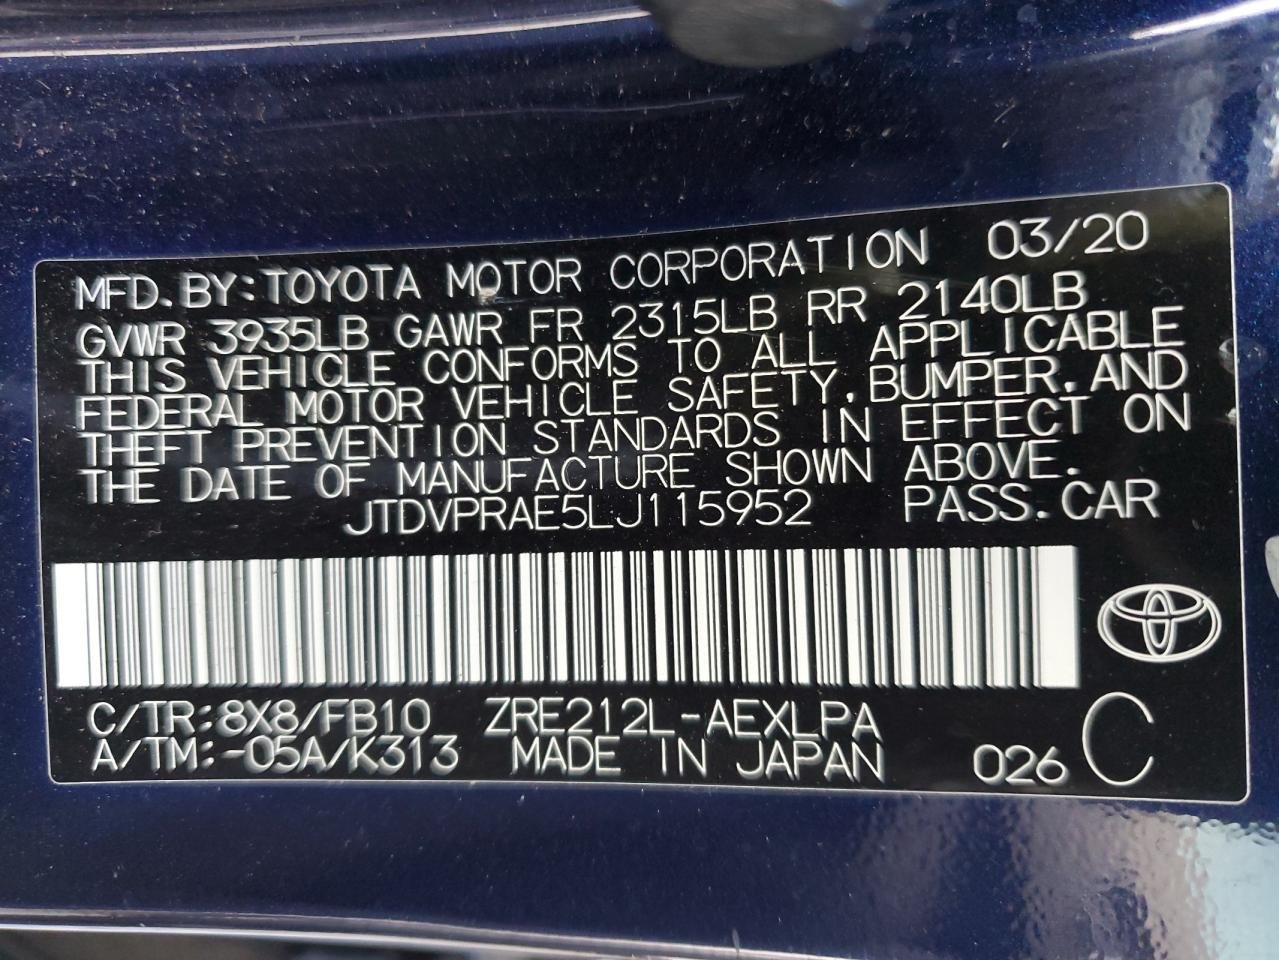 MFD.BY:TOYOTA MOTOR CORPORATION 03/20
GVWR 3935LB GAWR FR 2315LB RR 2140LB
THIS VEHICLE CONFORMS TO ALL APPLICABLE
FEDERAL MOTOR VEHICLE SAFETY,BUMPER,AND
THEFT PREVENTION STANDARDS IN EFFECT ON
THE DATE OF MANUFACTURE SHOWN ABOVE.
JTDVPRAE5LJ115952 PASS.CAR
C/TR:8X8/FB10 ZRE212L-AEXLPA
A/TM:-05A/K313 MADE IN JAPAN 026 C